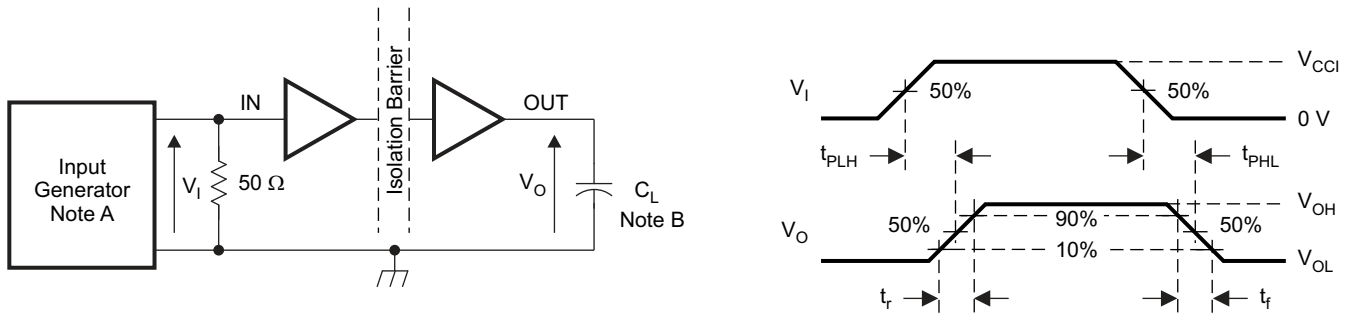 Input
Generator
Note A
V_I
50 Ω
IN
Isolation Barrier
OUT
V_O
C_L
Note B
V_I
50%
50%
V_CCI
0 V
t_PLH
t_PHL
V_O
50%
90%
10%
50%
V_OH
V_OL
t_r
t_f